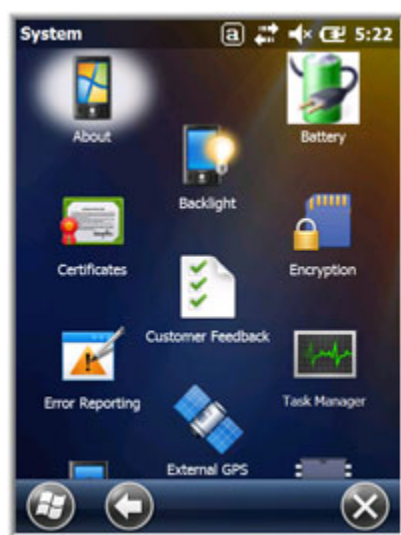 System a 5:22
About
Battery
Backlight
Certificates
Encryption
Customer Feedback
Error Reporting
Task Manager
External GPS